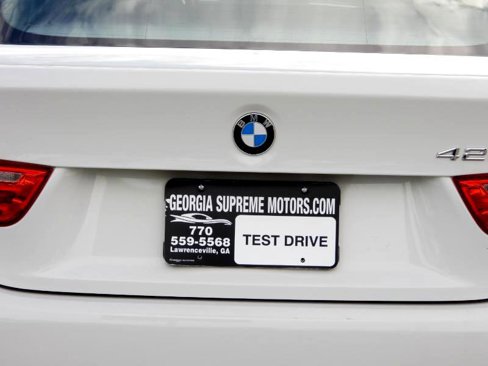 BMW
42
GEORGIA SUPREME MOTORS.COM
770
559-5568
Lawrenceville, GA
TEST DRIVE